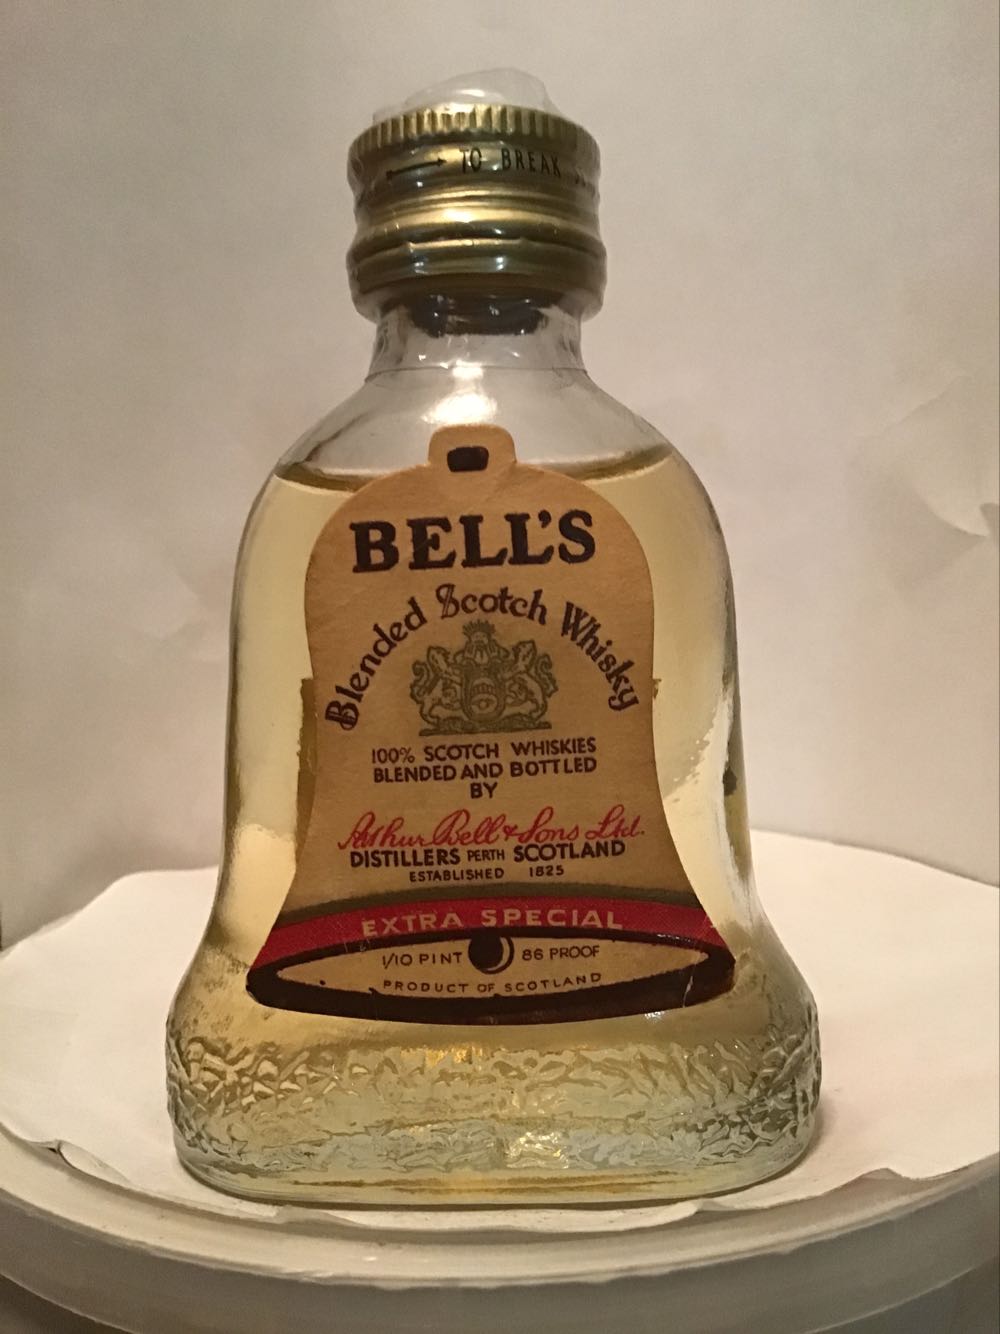 TO BREAK
BELL'S
Blended Scotch Whisky
100% SCOTCH WHISKIES
BLENDED AND BOTTLED
BY
Arthur Bell & Sons Ltd.
DISTILLERS PERTH SCOTLAND
ESTABLISHED 1825
EXTRA SPECIAL
1/10 PINT 86 PROOF
PRODUCT OF SCOTLAND